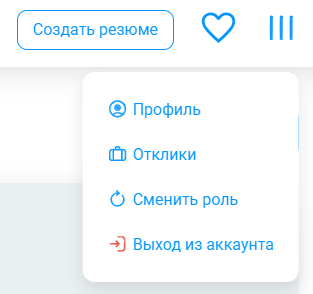 Создать резюме
Профиль
Отклики
Сменить роль
Выход из аккаунта